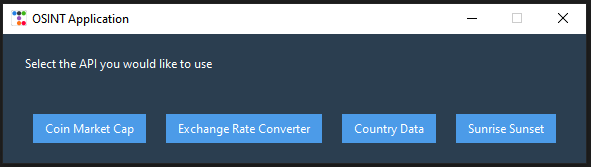 OSINT Application
Select the API you would like to use
Coin Market Cap Exchange Rate Converter Country Data Sunrise Sunset